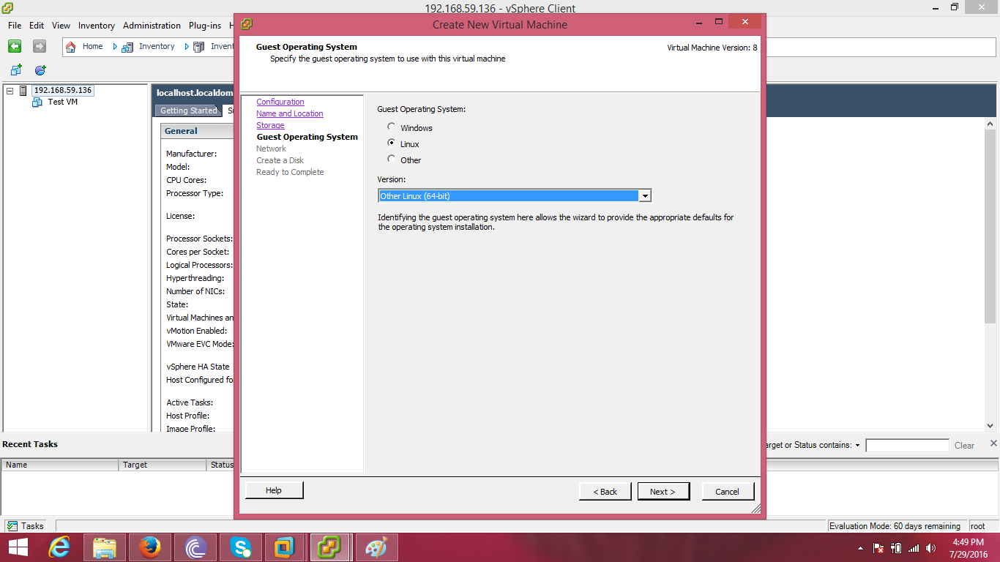 192.168.59.136 - vSphere Client
File Edit View Inventory Administration Plug-ins H
Home Inventory Invent
192.168.59.136
Test VM
localhost.localdom
Getting Started
General
Manufacturer:
Model:
CPU Cores:
Processor Type:
License:
Processor Sockets:
Cores per Socket:
Logical Processors:
Hyperthreading:
Number of NICs:
State:
Virtual Machines an
vMotion Enabled:
VMware EVC Mode:
vSphere HA State
Host Configured fo
Active Tasks:
Host Profile:
Image Profile:
Create New Virtual Machine
Guest Operating System
Specify the guest operating system to use with this virtual machine
Virtual Machine Version: 8
Configuration
Name and Location
Storage
Guest Operating System
Network
Create a Disk
Ready to Complete
Guest Operating System:
Windows
Linux
Other
Version:
Other Linux (64-bit)
Identifying the guest operating system here allows the wizard to provide the appropriate defaults for
the operating system installation.
Help < Back Next > Cancel
Recent Tasks
arget or Status contains: Clear
Name Target Status
Tasks
Evaluation Mode: 60 days remaining root
4:49 PM
7/29/2016